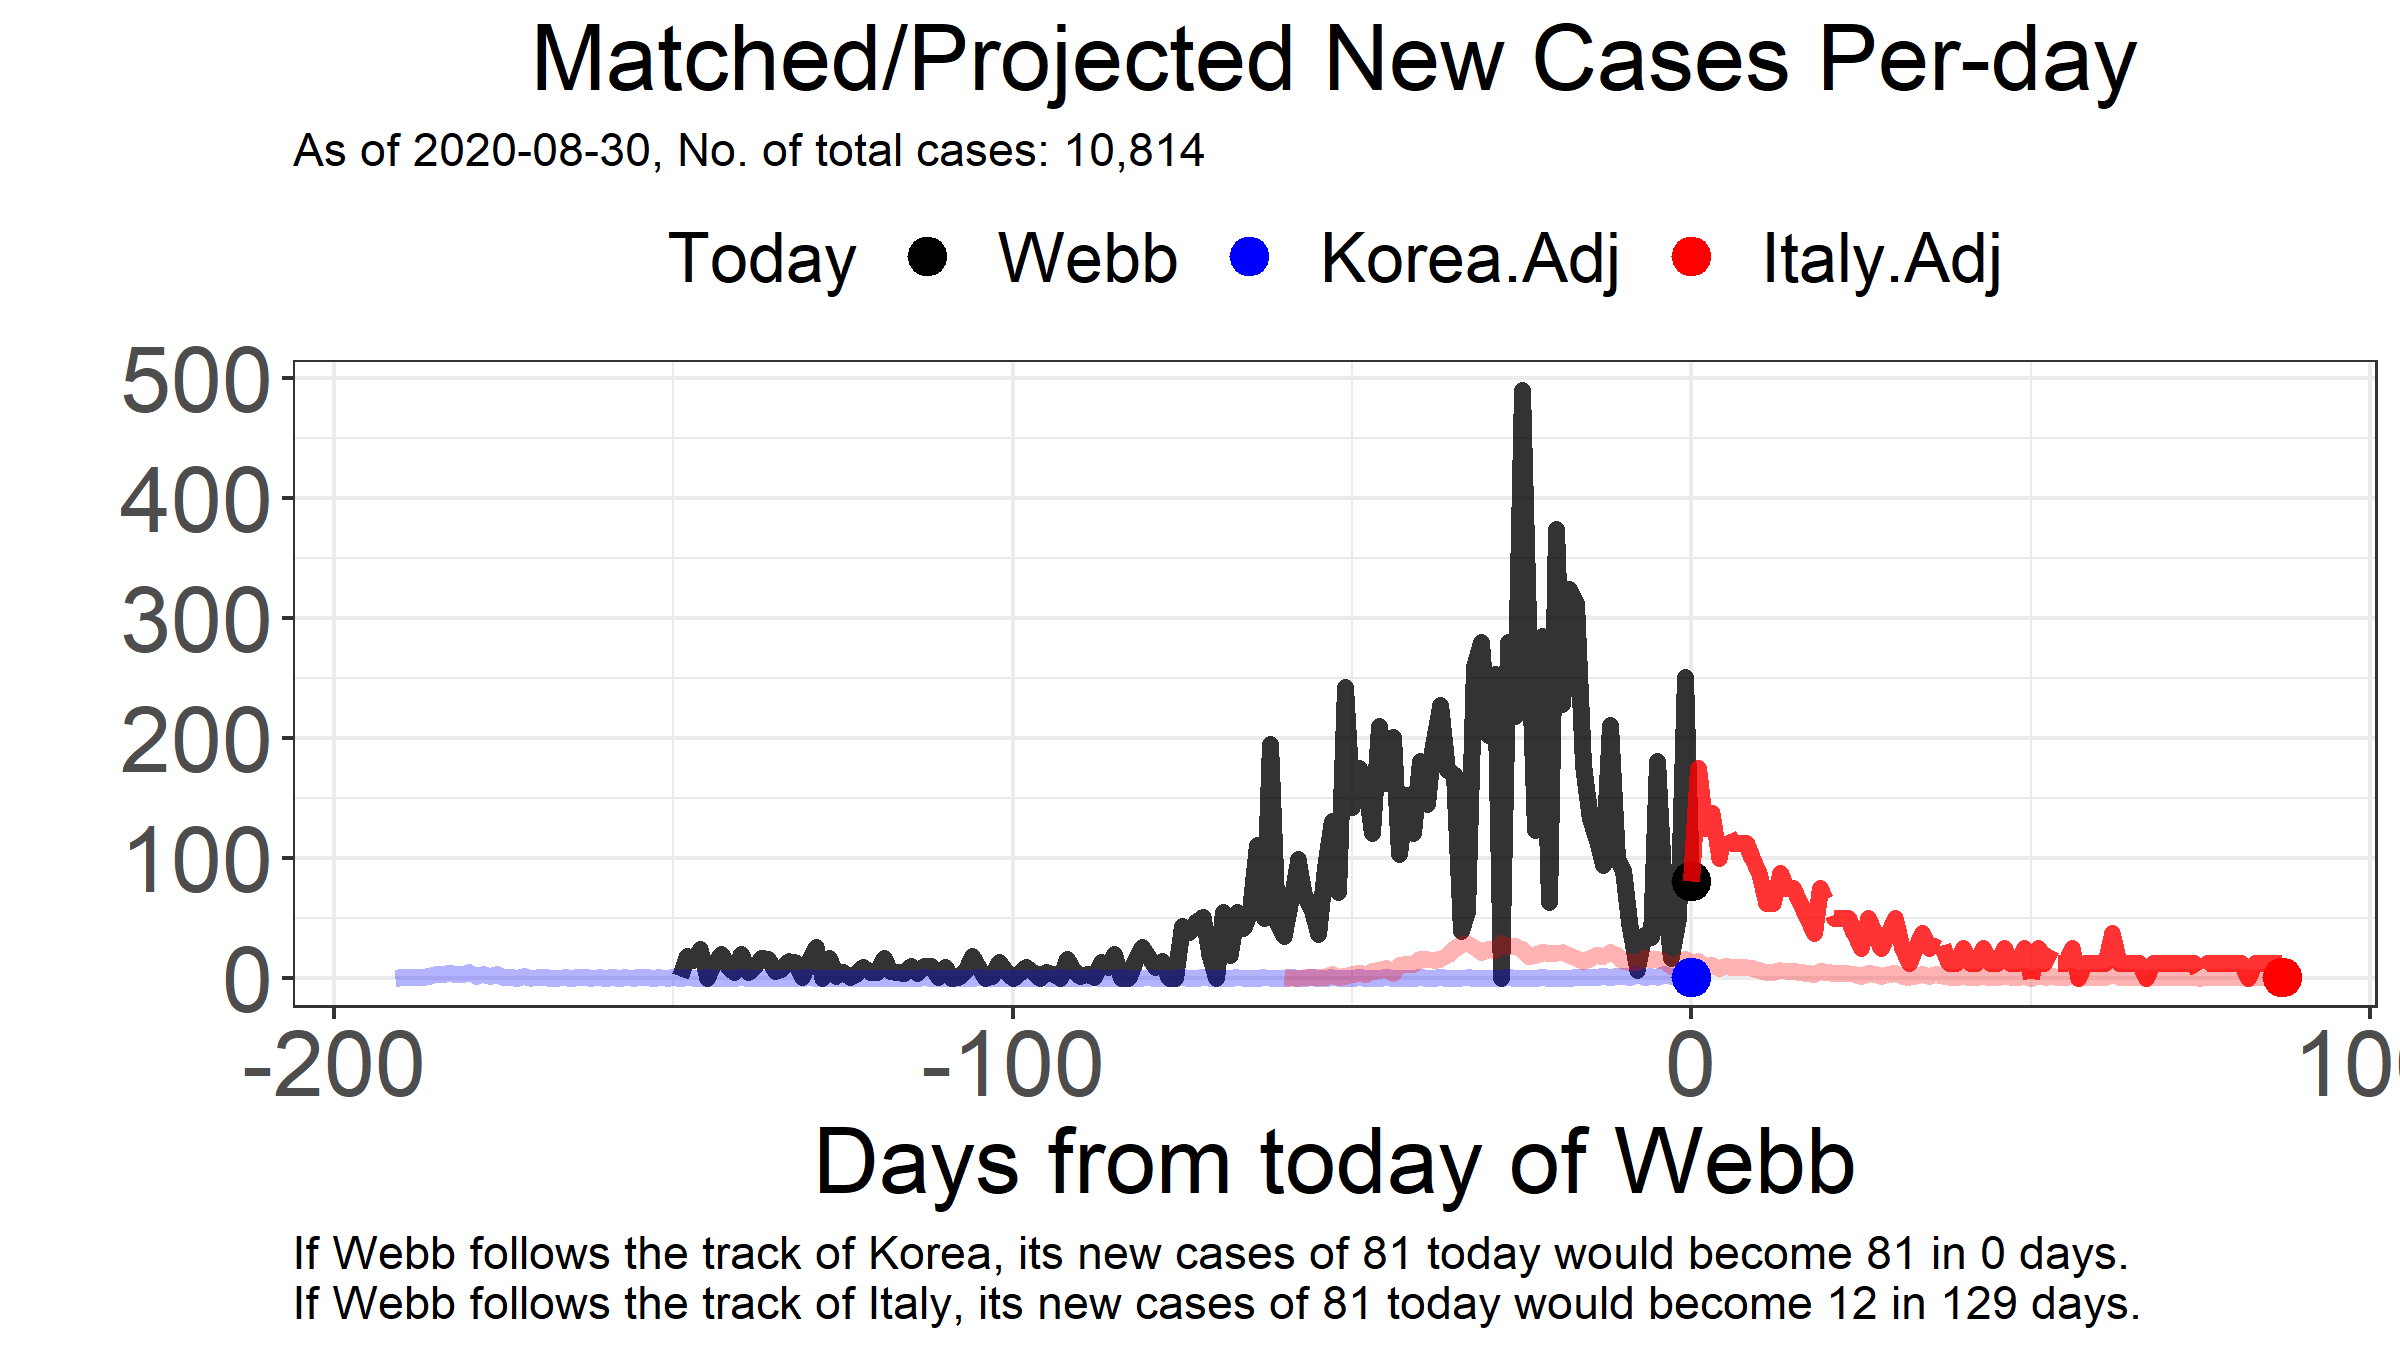 Matched/Projected New Cases Per-day
As of 2020-08-30, No. of total cases: 10,814
Today Webb Korea.Adj Italy.Adj
500
400
300
200
100
0
-200 -100 0 100
Days from today of Webb
If Webb follows the track of Korea, its new cases of 81 today would become 81 in 0 days.
If Webb follows the track of Italy, its new cases of 81 today would become 12 in 129 days.